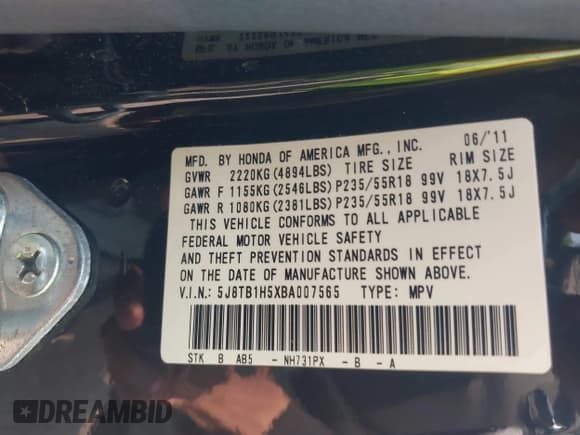 MFD. BY HONDA OF AMERICA MFG., INC. 06/'11
GVWR 2220KG(4894LBS) TIRE SIZE RIM SIZE
GAWR F 1155KG(2546LBS)P235/55R18 99V 18X7.5J
GAWR R 1080KG(2381LBS)P235/55R18 99V 18X7.5J
THIS VEHICLE CONFORMS TO ALL APPLICABLE
FEDERAL MOTOR VEHICLE SAFETY
AND THEFT PREVENTION STANDARDS IN EFFECT
ON THE DATE OF MANUFACTURE SHOWN ABOVE.
V.I.N.: 5J8TB1H5XBA007565 TYPE: MPV
STK B AB5 - NH731PX - B - A
DREAMBID